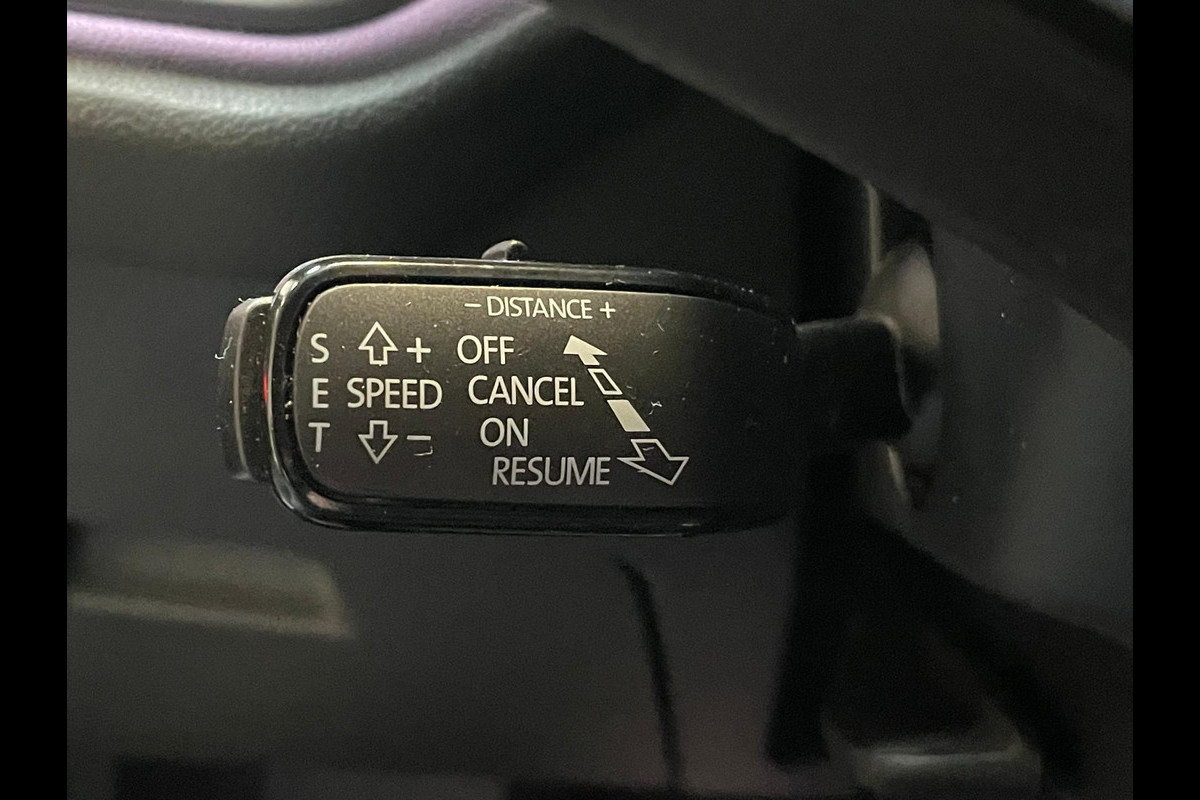 − DISTANCE +
S ⇧ + OFF
E SPEED CANCEL
T ⇩ − ON
RESUME